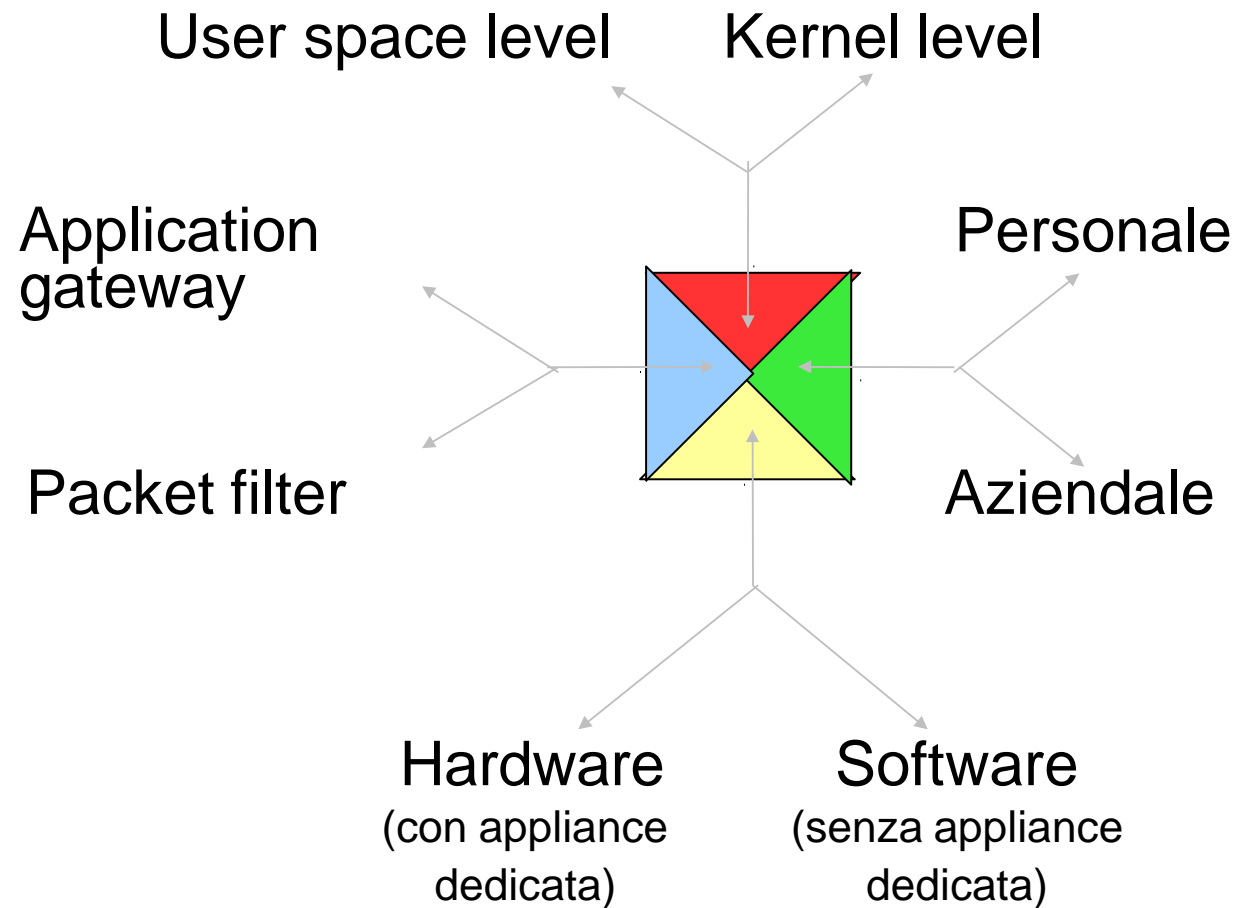 User space level
Kernel level
Application
gateway
Personale
Packet filter
Aziendale
Hardware
(con appliance
dedicata)
Software
(senza appliance
dedicata)